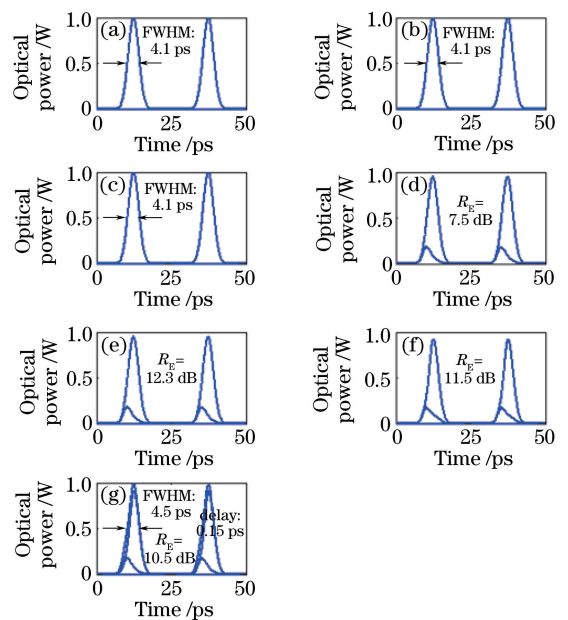 (a)
FWHM:
4.1 ps
1.0
0.5
0
Optical
power /W
0 25 50
Time /ps
(b)
FWHM:
4.1 ps
1.0
0.5
0
Optical
power /W
0 25 50
Time /ps
(c)
FWHM:
4.1 ps
1.0
0.5
0
Optical
power /W
0 25 50
Time /ps
(d)
R_E=
7.5 dB
1.0
0.5
0
Optical
power /W
0 25 50
Time /ps
(e)
R_E=
12.3 dB
1.0
0.5
0
Optical
power /W
0 25 50
Time /ps
(f)
R_E=
11.5 dB
1.0
0.5
0
Optical
power /W
0 25 50
Time /ps
(g)
FWHM:
4.5 ps
delay:
0.15 ps
R_E=
10.5 dB
1.0
0.5
0
Optical
power /W
0 25 50
Time /ps